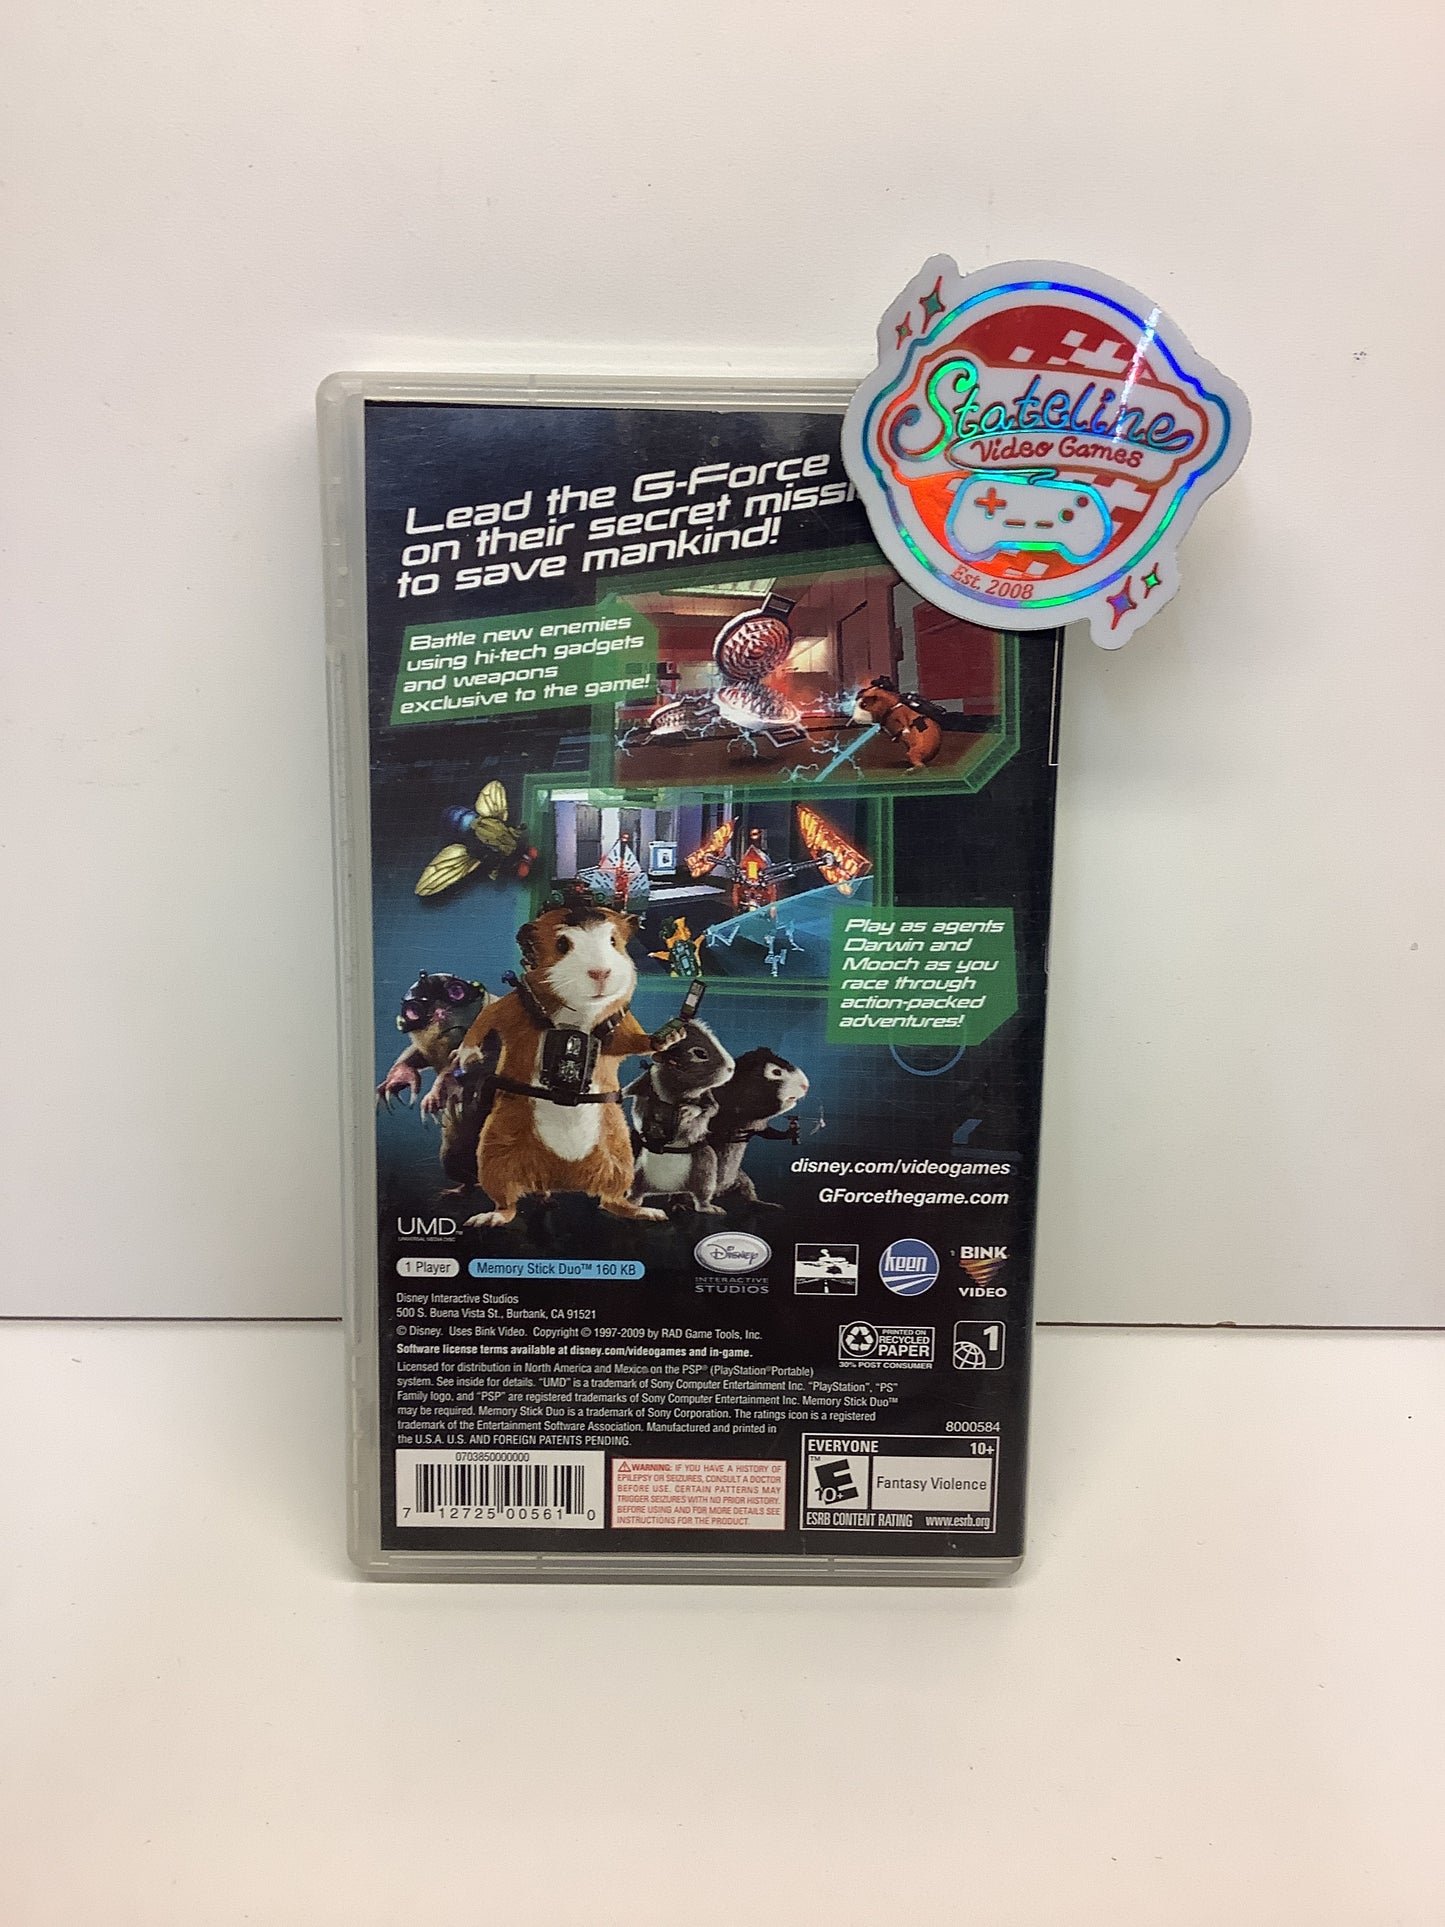 Stateline
Video Games
Est. 2008
Lead the G-Force
on their secret missi
to save mankind!
Battle new enemies
using hi-tech gadgets
and weapons
exclusive to the game!
Play as agents
Darwin and
Mooch as you
race through
action-packed
adventures!
disney.com/videogames
GForcethegame.com
UMD™
UNIVERSAL MEDIA DISC
1 Player
Memory Stick Duo™ 160 KB
Disney
INTERACTIVE
STUDIOS
keen
BINK
VIDEO
Disney Interactive Studios
500 S. Buena Vista St., Burbank, CA 91521
© Disney. Uses Bink Video. Copyright © 1997-2009 by RAD Game Tools, Inc.
Software license terms available at disney.com/videogames and in-game.
Licensed for distribution in North America and Mexico on the PSP® (PlayStation®Portable)
system. See inside for details. "UMD" is a trademark of Sony Computer Entertainment Inc. "PlayStation", "PS"
Family logo, and "PSP" are registered trademarks of Sony Computer Entertainment Inc. Memory Stick Duo™
may be required. Memory Stick Duo is a trademark of Sony Corporation. The ratings icon is a registered
trademark of the Entertainment Software Association. Manufactured and printed in
the U.S.A. U.S. AND FOREIGN PATENTS PENDING.
PRINTED ON
RECYCLED
PAPER
30% POST CONSUMER
1
8000584
0703850000000
7 12725 00561 0
WARNING: IF YOU HAVE A HISTORY OF
EPILEPSY OR SEIZURES, CONSULT A DOCTOR
BEFORE USE. CERTAIN PATTERNS MAY
TRIGGER SEIZURES WITH NO PRIOR HISTORY.
BEFORE USING AND FOR MORE DETAILS SEE
INSTRUCTIONS FOR THE PRODUCT.
EVERYONE 10+
TM
E
10+
Fantasy Violence
ESRB CONTENT RATING www.esrb.org